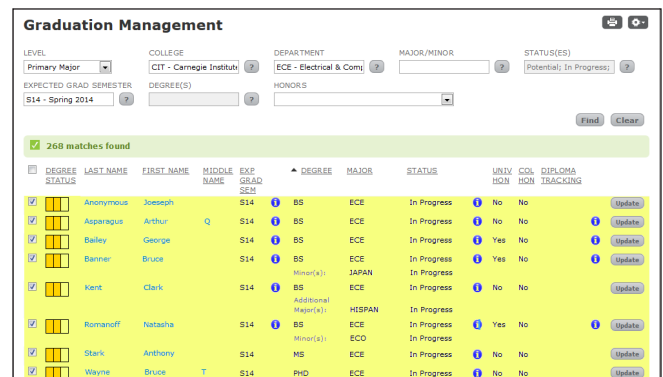 Graduation Management
LEVEL COLLEGE DEPARTMENT MAJOR/MINOR STATUS(ES)
Primary Major CIT - Carnegie Institute ? ECE - Electrical & Comp ? ? Potential; In Progress; ?
EXPECTED GRAD SEMESTER DEGREE(S) HONORS
S14 - Spring 2014 ? ?
Find Clear
268 matches found
DEGREE STATUS LAST NAME FIRST NAME MIDDLE NAME EXP GRAD SEM DEGREE MAJOR STATUS UNIV HON COL HON DIPLOMA TRACKING
Anonymous Joeseph S14 i BS ECE In Progress i No No Update
Asparagus Arthur Q S14 i BS ECE In Progress i No No i Update
Bailey George S14 i BS ECE In Progress i Yes No i Update
Banner Bruce S14 i BS ECE In Progress i Yes No i Update
Minor(s): JAPAN In Progress
Kent Clark S14 i BS ECE In Progress i No No Update
Additional
Major(s): HISPAN In Progress
Romanoff Natasha S14 i BS ECE In Progress i Yes No i Update
Minor(s): ECO In Progress
Stark Anthony S14 MS ECE In Progress i No No Update
Wayne Bruce T S14 PHD ECE In Progress i No No Update